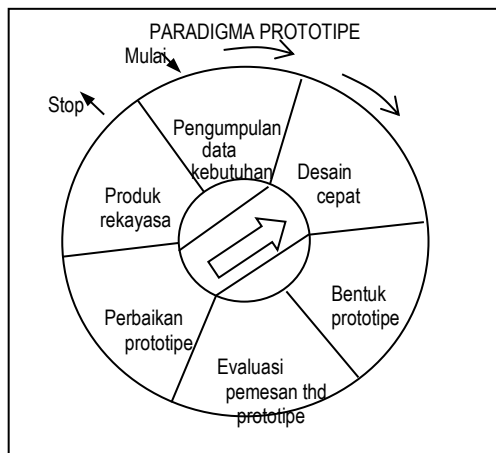 PARADIGMA PROTOTIPE
Mulai
Stop
Pengumpulan
data
kebutuhan
Desain
cepat
Bentuk
prototipe
Evaluasi
pemesan thd
prototipe
Perbaikan
prototipe
Produk
rekayasa